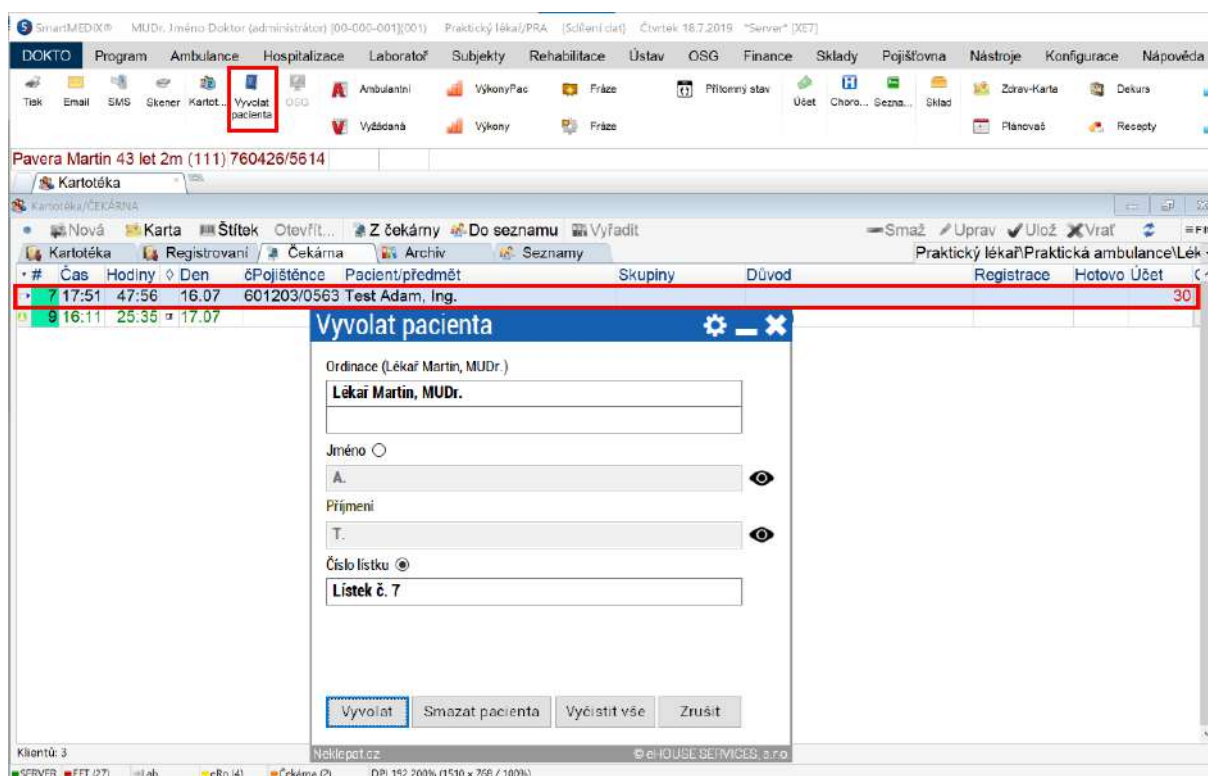 SmartMEDIX® MUDr. Jméno Doktor (administrátor) [00-000-001](001) Praktický lékař/PRA {Sdílení dat} Čtvrtek 18.7.2019 *Server* [XE7]
DOKTO Program Ambulance Hospitalizace Laboratoř Subjekty Rehabilitace Ústav OSG Finance Sklady Pojišťovna Nástroje Konfigurace Nápověda
Tisk Email SMS Skener Kartot... Vyvolat pacienta OSG Ambulantní VýkonyPac Fráze Přítomný stav Účet Choro... Sezna... Sklad Zdrav-Karta Dekurs
Vyžádaná Výkony Fráze Plánovač Recepty
Pavera Martin 43 let 2m (111) 760426/5614
Kartotéka
Kartotéka/ČEKÁRNA
Nová Karta Štítek Otevřít... Z čekárny Do seznamu Vyřadit Smaž Uprav Ulož Vrať
Kartotéka Registrovaní Čekárna Archiv Seznamy Praktický lékař\Praktická ambulance\Lék
# Čas Hodiny Den čPojištěnce Pacient/předmět Skupiny Důvod Registrace Hotovo Účet
7 17:51 47:56 16.07 601203/0563 Test Adam, Ing. 30
9 16:11 25:35 17.07
Vyvolat pacienta
Ordinace (Lékař Martin, MUDr.)
Lékař Martin, MUDr.
Jméno
A.
Příjmení
T.
Číslo lístku
Lístek č. 7
Vyvolat Smazat pacienta Vyčistit vše Zrušit
Neklepat.cz © eHOUSE SERVICES, s.r.o
Klientů: 3
SERVER EET (27) Lab eRp (4) Čekárna (2) DPI 192 200% (1510 x 768 / 100%)